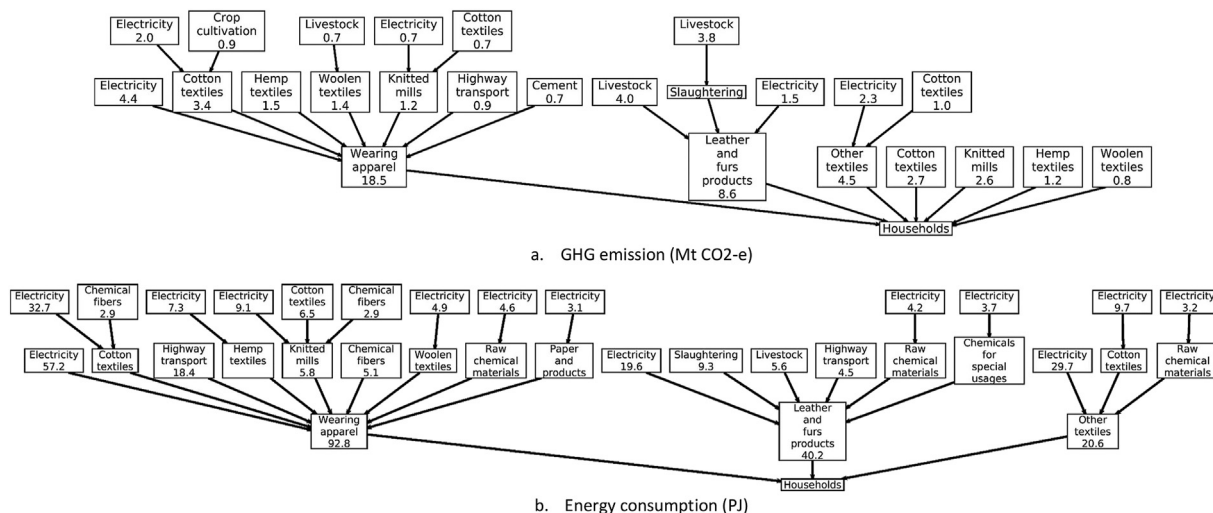 Electricity
2.0
Crop
cultivation
0.9
Livestock
0.7
Electricity
0.7
Cotton
textiles
0.7
Livestock
3.8
Electricity
4.4
Cotton
textiles
3.4
Hemp
textiles
1.5
Woolen
textiles
1.4
Knitted
mills
1.2
Highway
transport
0.9
Cement
0.7
Livestock
4.0
Slaughtering
Electricity
1.5
Electricity
2.3
Cotton
textiles
1.0
Wearing
apparel
18.5
Leather
and
furs
products
8.6
Other
textiles
4.5
Cotton
textiles
2.7
Knitted
mills
2.6
Hemp
textiles
1.2
Woolen
textiles
0.8
Households
a. GHG emission (Mt CO2-e)
Electricity
32.7
Chemical
fibers
2.9
Electricity
7.3
Electricity
9.1
Cotton
textiles
6.5
Chemical
fibers
2.9
Electricity
4.9
Electricity
4.6
Electricity
3.1
Electricity
4.2
Electricity
3.7
Electricity
9.7
Electricity
3.2
Electricity
57.2
Cotton
textiles
Highway
transport
18.4
Hemp
textiles
Knitted
mills
5.8
Chemical
fibers
5.1
Woolen
textiles
Raw
chemical
materials
Paper
and
products
Electricity
19.6
Slaughtering
9.3
Livestock
5.6
Highway
transport
4.5
Raw
chemical
materials
Chemicals
for
special
usages
Electricity
29.7
Cotton
textiles
Raw
chemical
materials
Wearing
apparel
92.8
Leather
and
furs
products
40.2
Other
textiles
20.6
Households
b. Energy consumption (PJ)